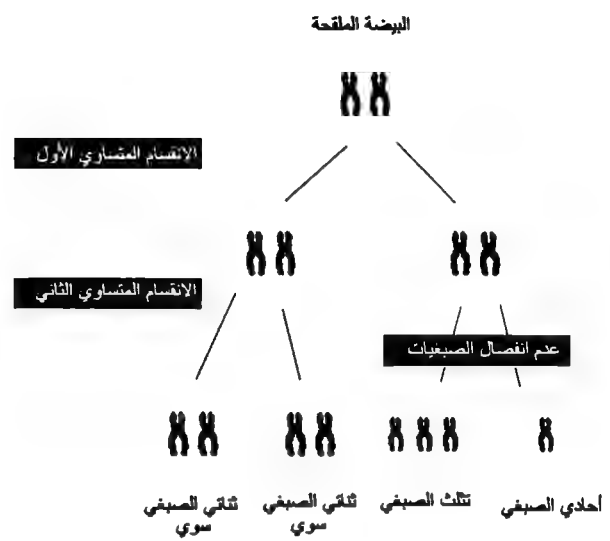 البيضة الملقحة
الانقسام المتساوي الأول
الانقسام المتساوي الثاني
عدم انفصال الصبغيات
أحادي الصبغي
تثلث الصبغي
ثنائي الصبغي
سوي
ثنائي الصبغي
سوي